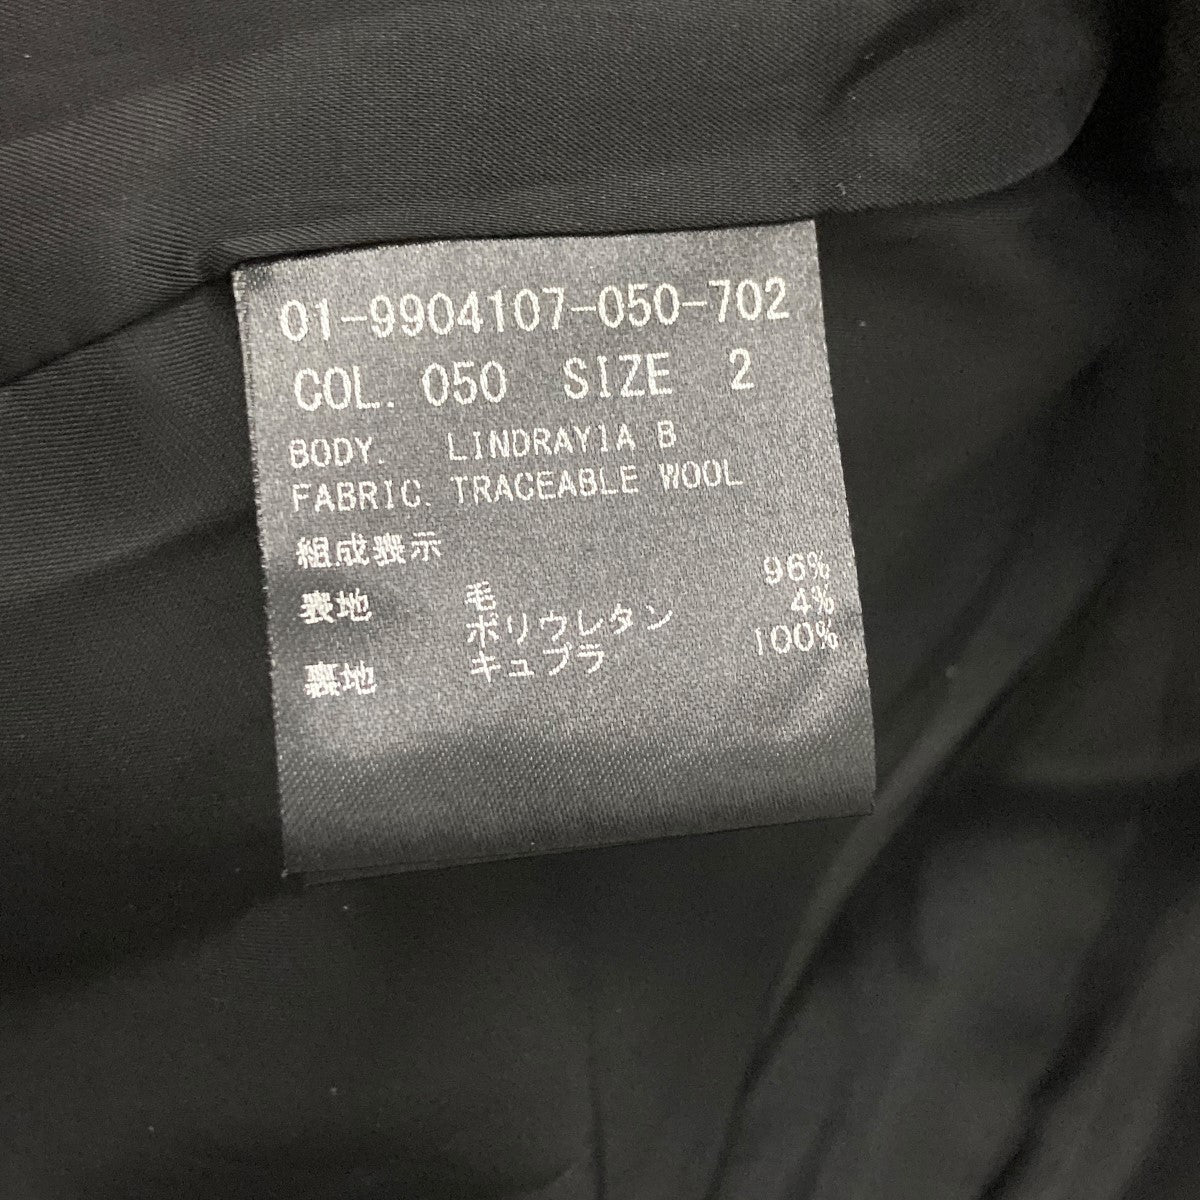 01-9904107-050-702
COL. 050 SIZE 2
BODY. LINDRAYIA B
FABRIC. TRACEABLE WOOL
組成表示
表地 毛 96%
ポリウレタン 4%
裏地 キュプラ 100%